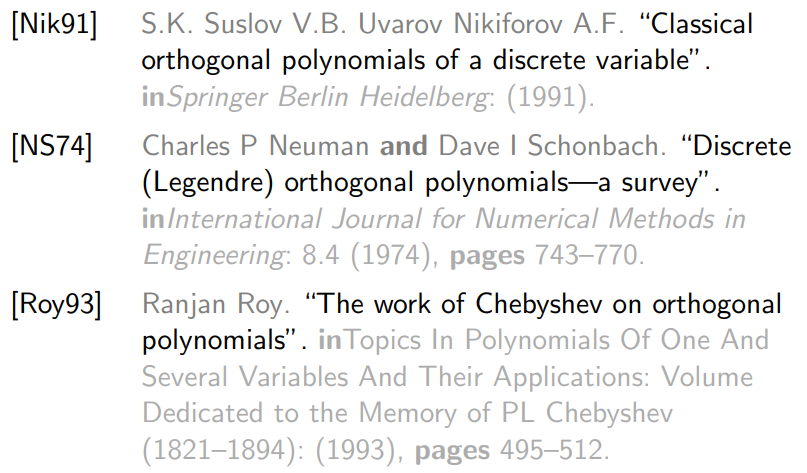 [Nik91] S.K. Suslov V.B. Uvarov Nikiforov A.F. “Classical
orthogonal polynomials of a discrete variable”.
inSpringer Berlin Heidelberg: (1991).
[NS74] Charles P Neuman and Dave I Schonbach. “Discrete
(Legendre) orthogonal polynomials—a survey”.
inInternational Journal for Numerical Methods in
Engineering: 8.4 (1974), pages 743–770.
[Roy93] Ranjan Roy. “The work of Chebyshev on orthogonal
polynomials”. inTopics In Polynomials Of One And
Several Variables And Their Applications: Volume
Dedicated to the Memory of PL Chebyshev
(1821–1894): (1993), pages 495–512.